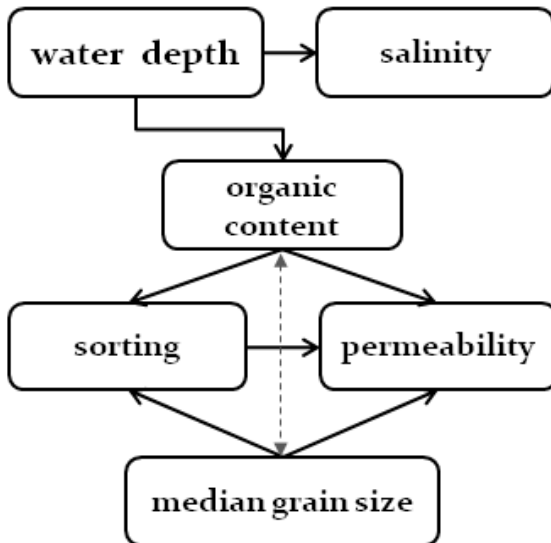 water depth
salinity
organic
content
sorting
permeability
median grain size